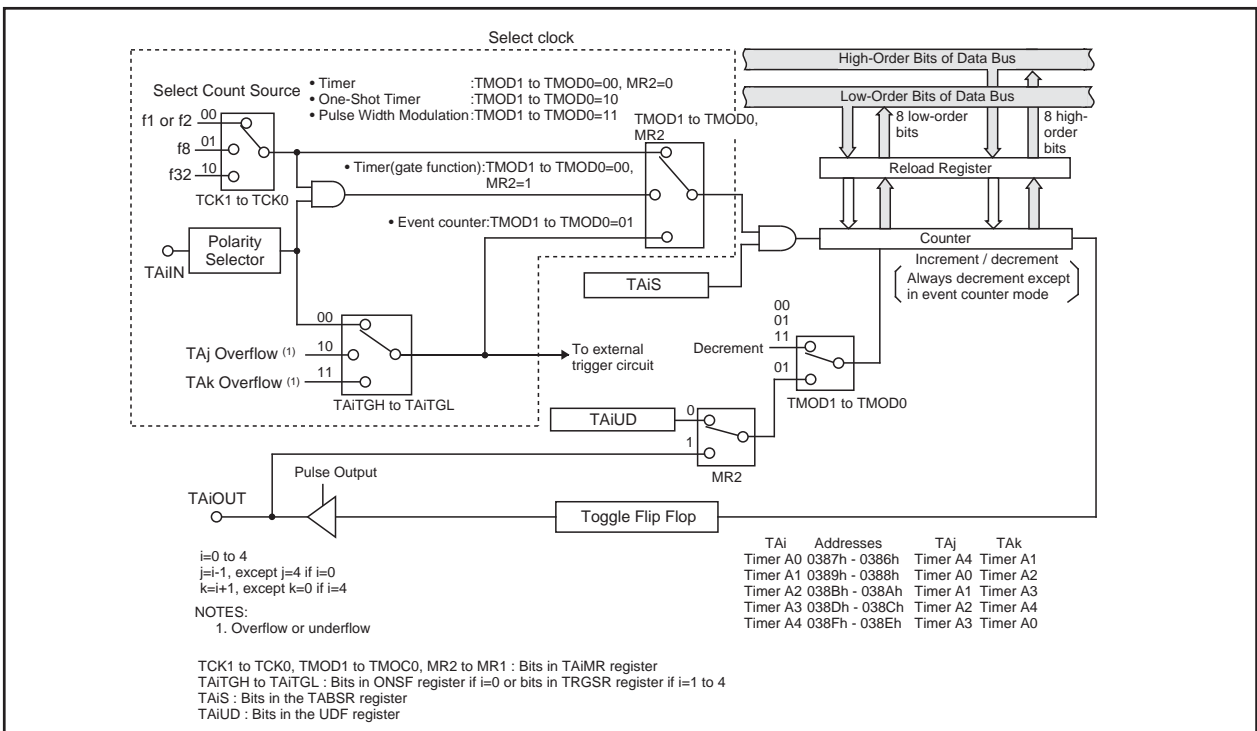 Select clock
High-Order Bits of Data Bus
Low-Order Bits of Data Bus
8 low-order
bits
8 high-
order
bits
Reload Register
Counter
Increment / decrement
Always decrement except
in event counter mode
Select Count Source
• Timer :TMOD1 to TMOD0=00, MR2=0
• One-Shot Timer :TMOD1 to TMOD0=10
• Pulse Width Modulation:TMOD1 to TMOD0=11
f1 or f2 00
f8 01
f32 10
TCK1 to TCK0
TMOD1 to TMOD0,
MR2
• Timer(gate function):TMOD1 to TMOD0=00,
MR2=1
• Event counter:TMOD1 to TMOD0=01
TAiIN
Polarity
Selector
TAiS
00
TAj Overflow (1) 10
TAk Overflow (1) 11
TAiTGH to TAiTGL
To external
trigger circuit
00
01
11
Decrement
01
TMOD1 to TMOD0
TAiUD
0
1
MR2
Pulse Output
TAiOUT
Toggle Flip Flop
i=0 to 4
j=i-1, except j=4 if i=0
k=i+1, except k=0 if i=4
NOTES:
1. Overflow or underflow
TAi Addresses TAj TAk
Timer A0 0387h - 0386h Timer A4 Timer A1
Timer A1 0389h - 0388h Timer A0 Timer A2
Timer A2 038Bh - 038Ah Timer A1 Timer A3
Timer A3 038Dh - 038Ch Timer A2 Timer A4
Timer A4 038Fh - 038Eh Timer A3 Timer A0
TCK1 to TCK0, TMOD1 to TMOC0, MR2 to MR1 : Bits in TAiMR register
TAiTGH to TAiTGL : Bits in ONSF register if i=0 or bits in TRGSR register if i=1 to 4
TAiS : Bits in the TABSR register
TAiUD : Bits in the UDF register